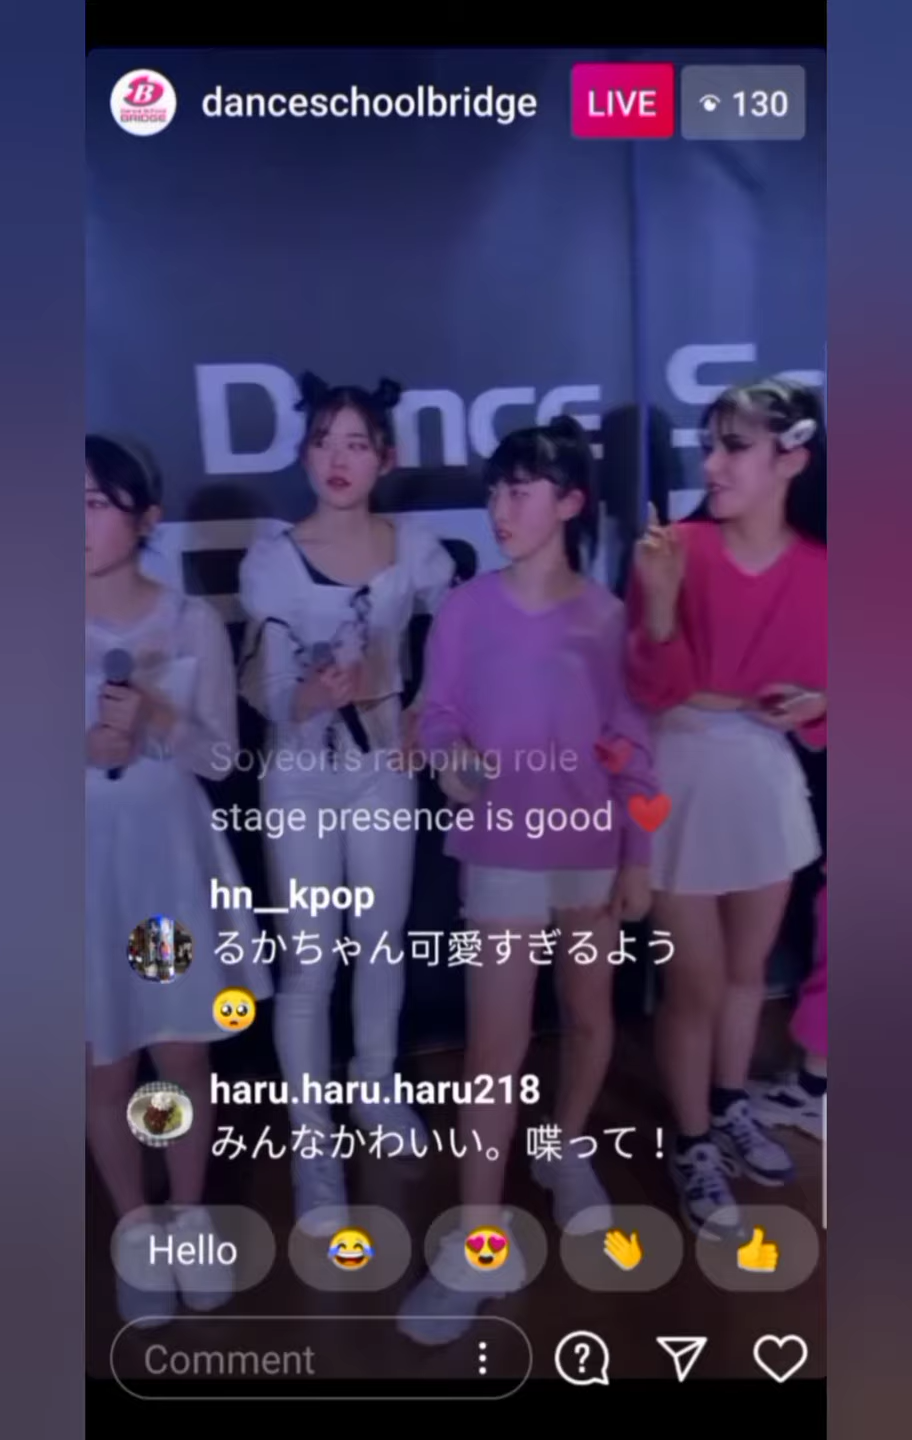 danceschoolbridge
LIVE
130
B
BRIDGE
Dance S
Soyeon's rapping role
stage presence is good ❤️
hn__kpop
るかちゃん可愛すぎるよう
🥺
haru.haru.haru218
みんなかわいい。喋って！
Hello 😂 😍 👏 👍
Comment